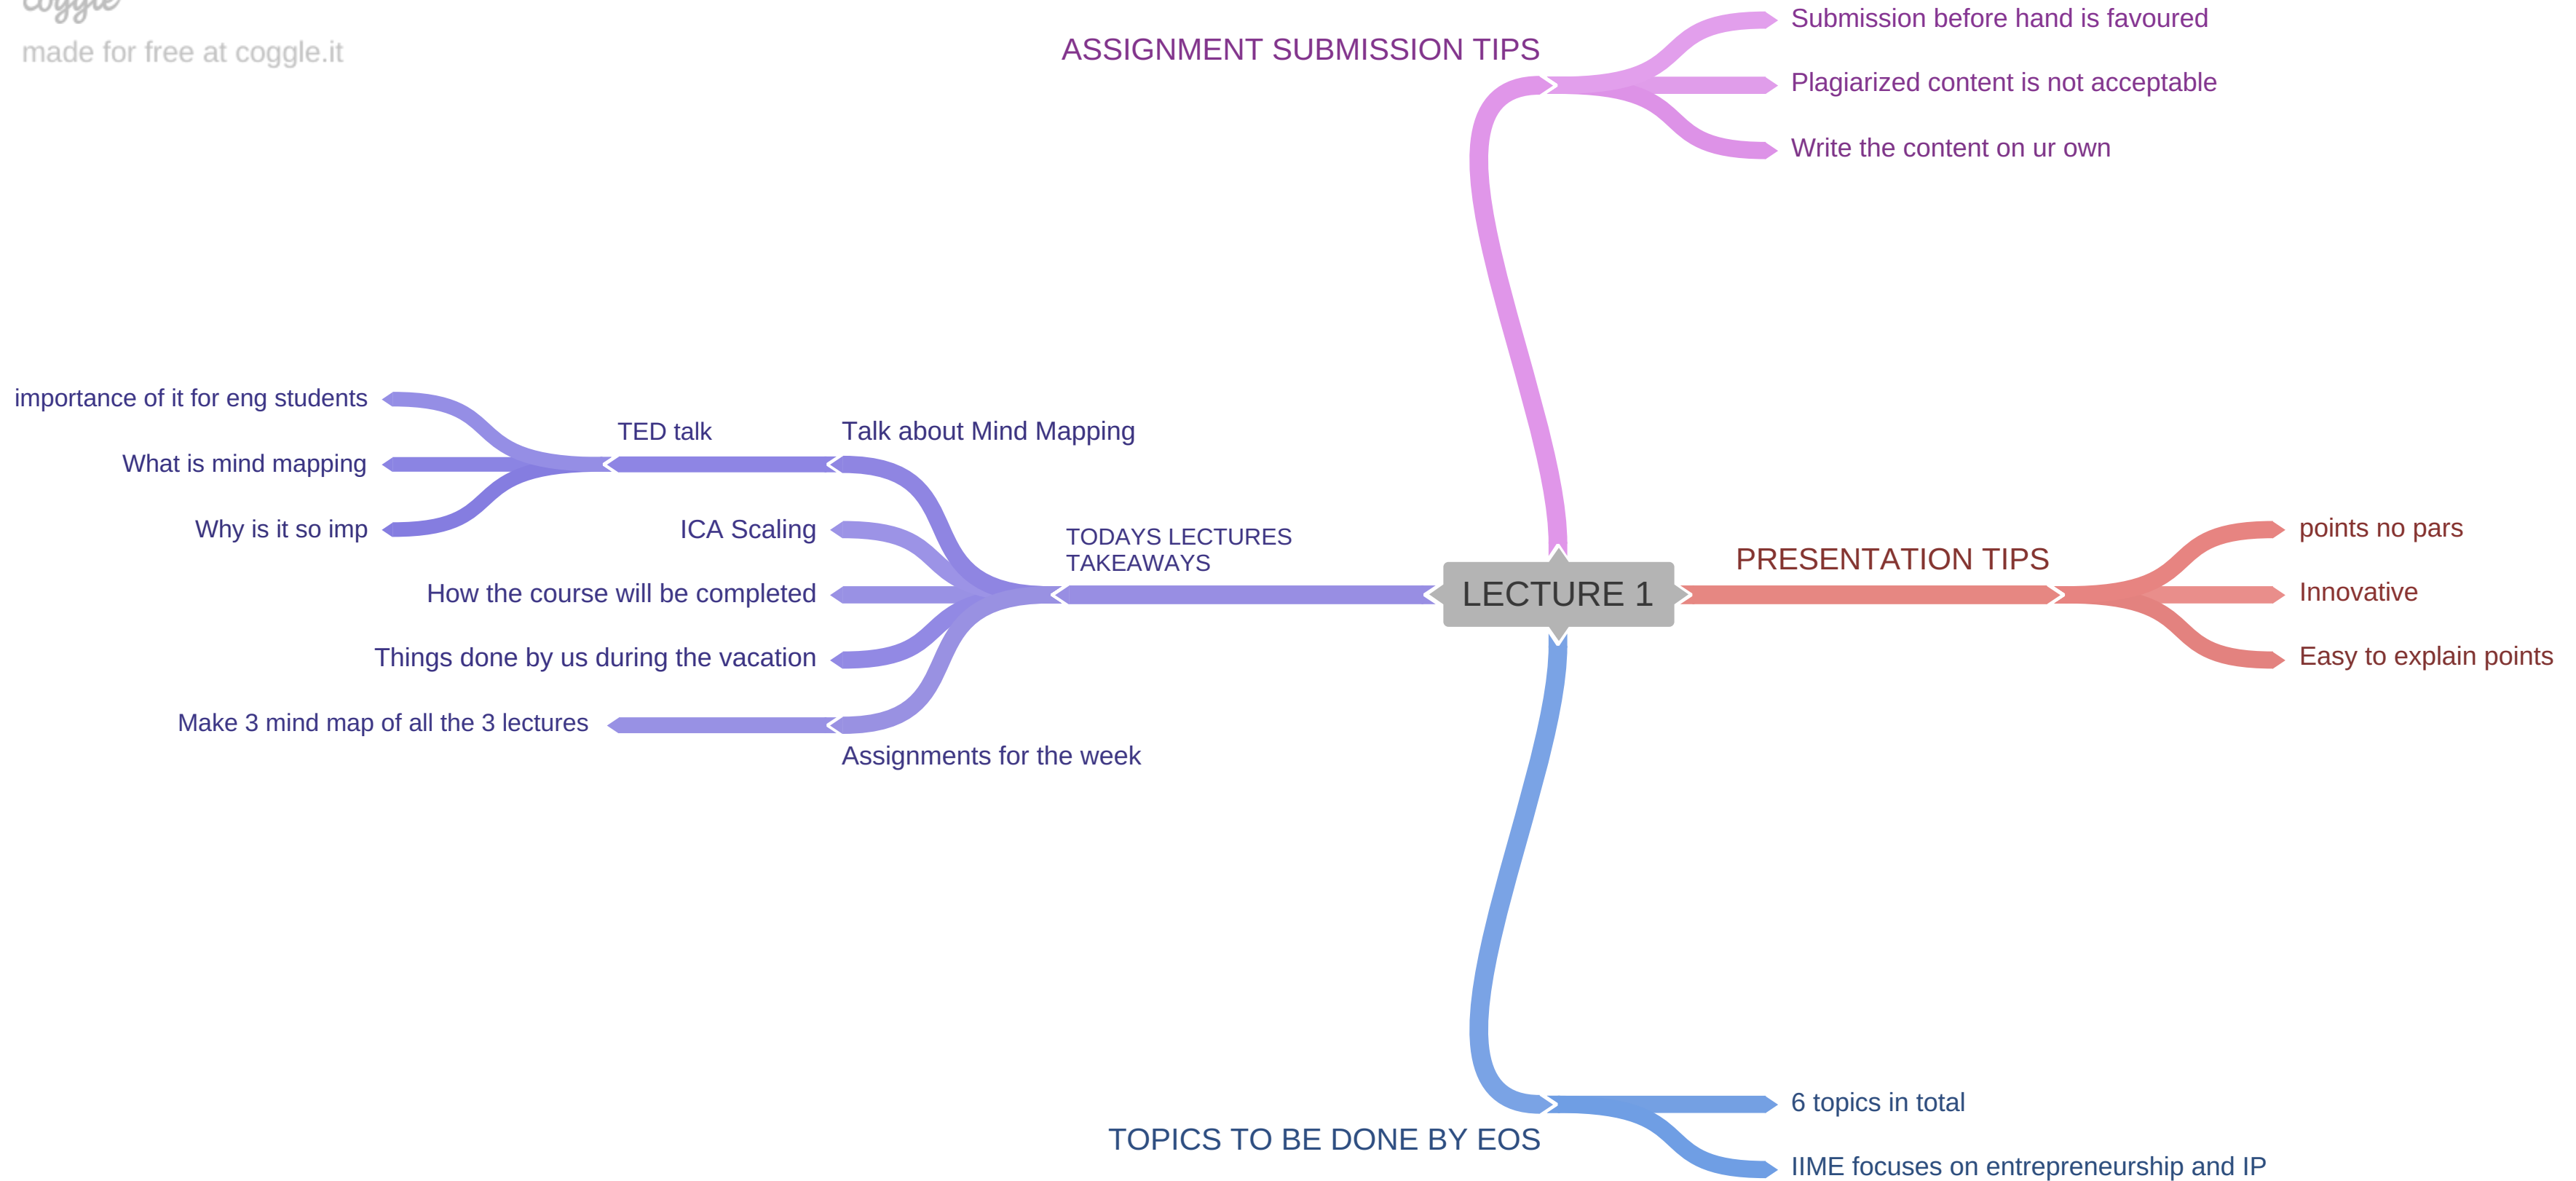 coggle
made for free at coggle.it
ASSIGNMENT SUBMISSION TIPS
Submission before hand is favoured
Plagiarized content is not acceptable
Write the content on ur own
importance of it for eng students
What is mind mapping
Why is it so imp
TED talk
Talk about Mind Mapping
ICA Scaling
How the course will be completed
Things done by us during the vacation
Make 3 mind map of all the 3 lectures
Assignments for the week
TODAYS LECTURES
TAKEAWAYS
LECTURE 1
PRESENTATION TIPS
points no pars
Innovative
Easy to explain points
TOPICS TO BE DONE BY EOS
6 topics in total
IIME focuses on entrepreneurship and IP